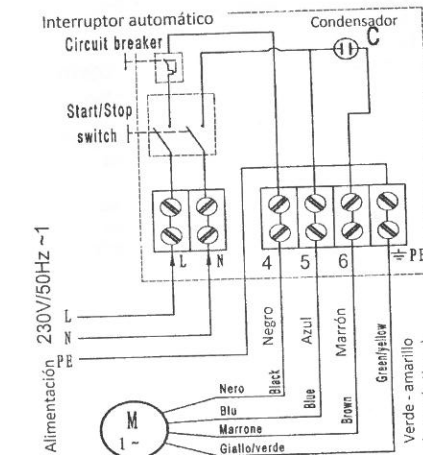 Interruptor automático
Circuit breaker
Condensador
C
Start/Stop
switch
L
N
4
5
6
PE
Alimentación 230V/50Hz ~1
L
N
PE
Negro
Black
Azul
Blue
Marrón
Brown
Green/yellow
Verde - amarillo
Nero
Blu
Marrone
Giallo/verde
M
1 ~